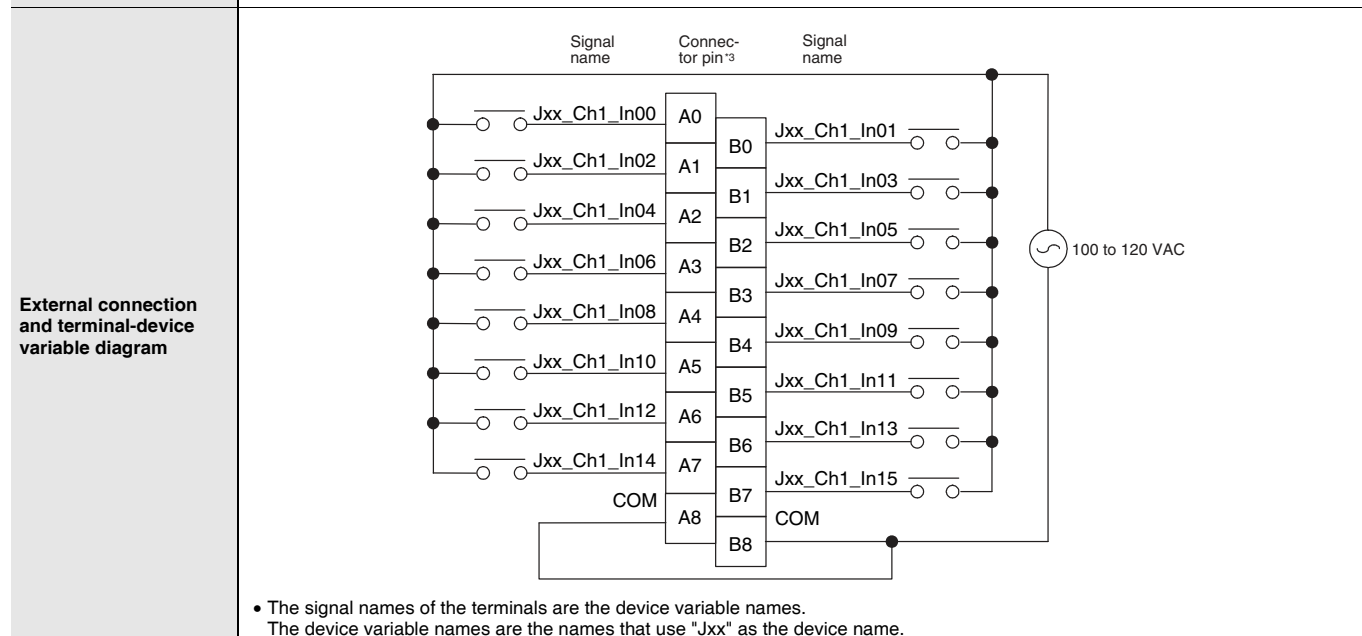 External connection
and terminal-device
variable diagram
Signal
name
Connec-
tor pin*3
Signal
name
Jxx_Ch1_In00 A0
B0 Jxx_Ch1_In01
Jxx_Ch1_In02 A1
B1 Jxx_Ch1_In03
Jxx_Ch1_In04 A2
B2 Jxx_Ch1_In05
Jxx_Ch1_In06 A3
B3 Jxx_Ch1_In07
Jxx_Ch1_In08 A4
B4 Jxx_Ch1_In09
Jxx_Ch1_In10 A5
B5 Jxx_Ch1_In11
Jxx_Ch1_In12 A6
B6 Jxx_Ch1_In13
Jxx_Ch1_In14 A7
B7 Jxx_Ch1_In15
COM A8
B8 COM
100 to 120 VAC
• The signal names of the terminals are the device variable names.
The device variable names are the names that use "Jxx" as the device name.